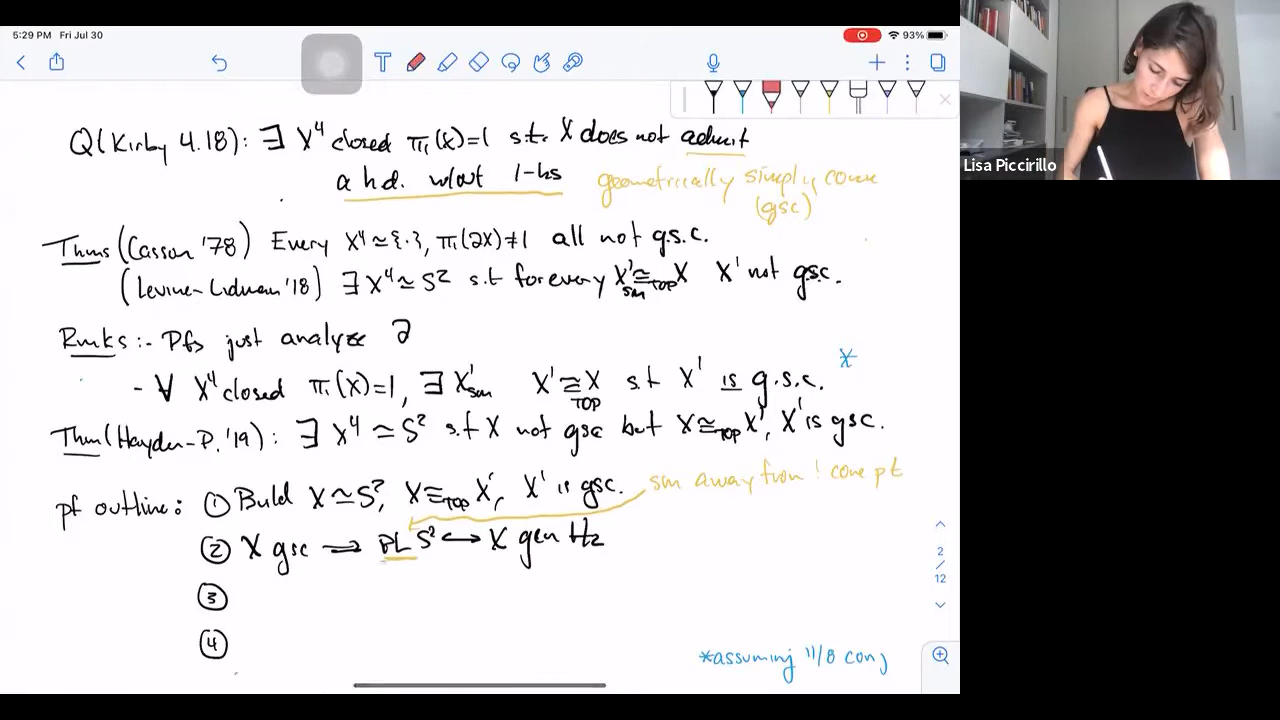 5:29 PM Fri Jul 30
93%
Lisa Piccirillo
Q(Kirby 4.18): ∃ X⁴ closed π₁(X)=1 s.t. X does not admit
a h.d. w/out 1-hs
geometrically simply conn
(gsc)
Thms (Casson '78) Every X⁴≃{·}, π₁(∂X)≠1 all not g.s.c.
(Levine-Lidman '18) ∃ X⁴≃S² s.t for every X'≅X X' not gsc.
sm TOP
Rmks:- Pfs just analyze ∂
- ∀ X⁴ closed π₁(X)=1, ∃ X'sm X'≅X s.t X' is g.s.c. *
TOP
Thm (Hayden-P. '19): ∃ X⁴≃S² s.t X not gsc but X≅TOP X', X' is gsc.
sm away from ! cone pt
pf outline: ① Build X≃S², X≅TOP X', X' is gsc.
② X gsc ⟹ PL S² ↪ X gen H₂
③
④
*assuming 11/8 conj
2
/
12